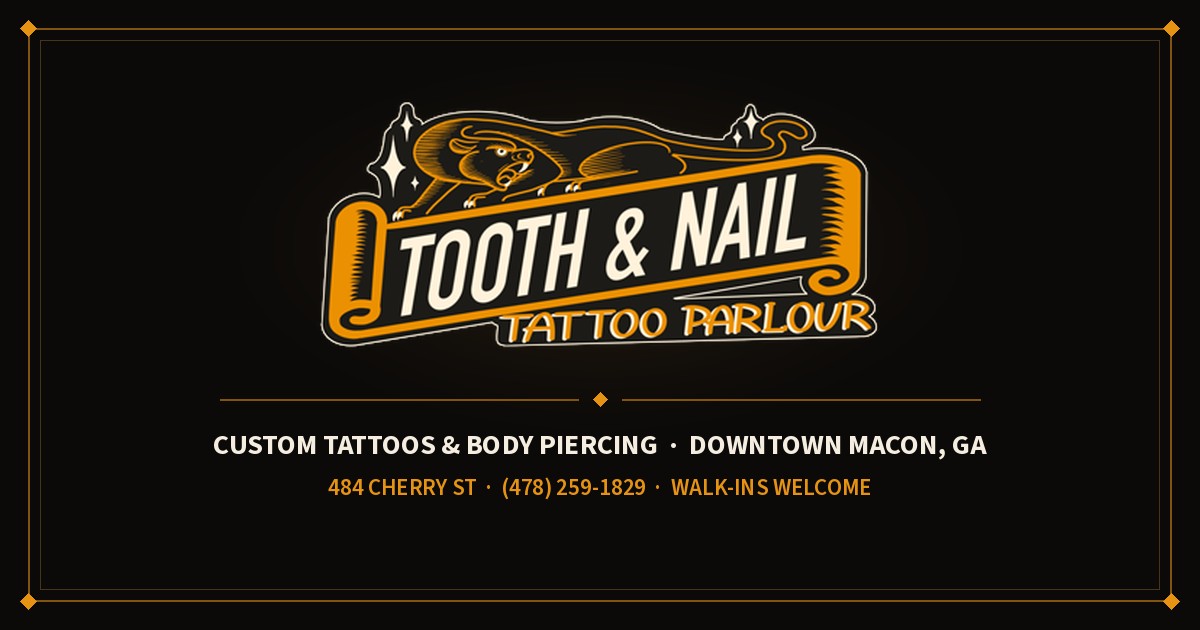 TOOTH & NAIL
TATTOO PARLOUR
CUSTOM TATTOOS & BODY PIERCING · DOWNTOWN MACON, GA
484 CHERRY ST · (478) 259-1829 · WALK-INS WELCOME